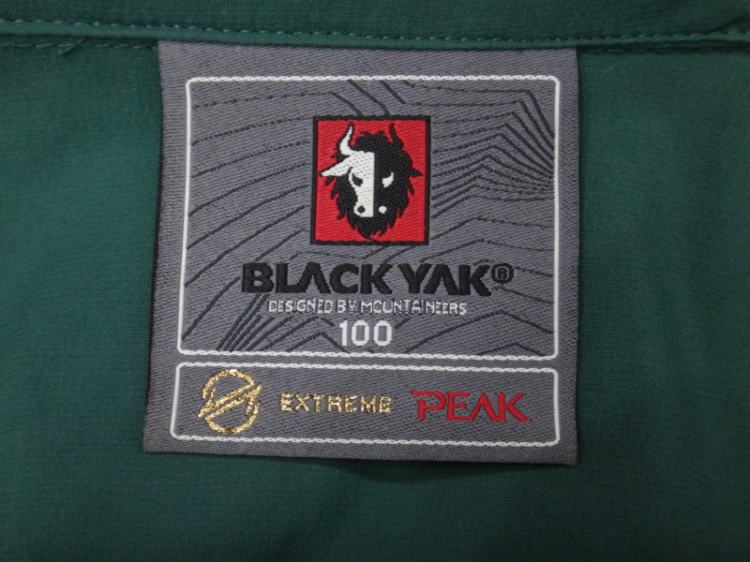 BLACK YAK®
DESIGNED BY MOUNTAINEERS
100
EXTREME PEAK